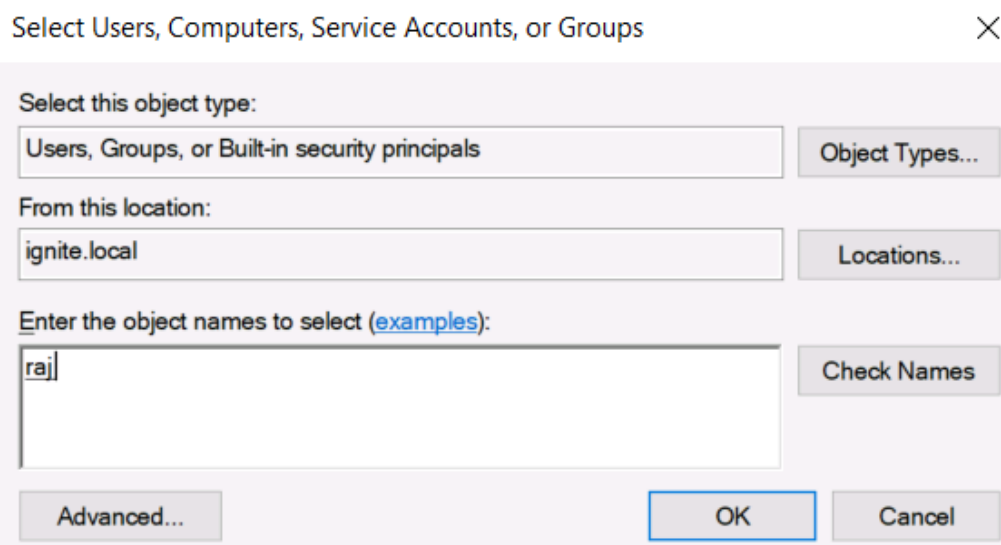 Select Users, Computers, Service Accounts, or Groups
Select this object type:
Users, Groups, or Built-in security principals
Object Types...
From this location:
ignite.local
Locations...
Enter the object names to select (examples):
raj
Check Names
Advanced...
OK
Cancel